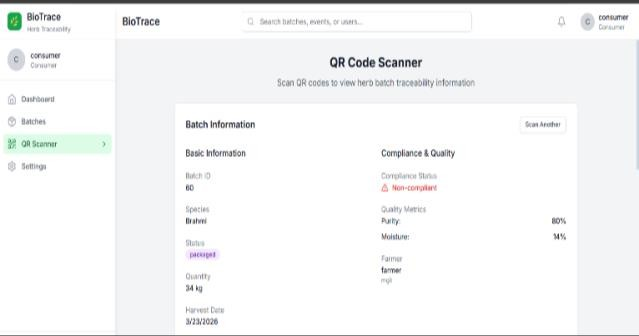 BioTrace
Herb Traceability
BioTrace
Search batches, events, or users...
consumer
Consumer
C
C
consumer
Consumer
Dashboard
Batches
QR Scanner
Settings
QR Code Scanner
Scan QR codes to view herb batch traceability information
Batch Information
Scan Another
Basic Information
Batch ID
60
Species
Brahmi
Status
packaged
Quantity
34 kg
Harvest Date
3/23/2026
Compliance & Quality
Compliance Status
Non-compliant
Quality Metrics
Purity: 80%
Moisture: 14%
Farmer
farmer